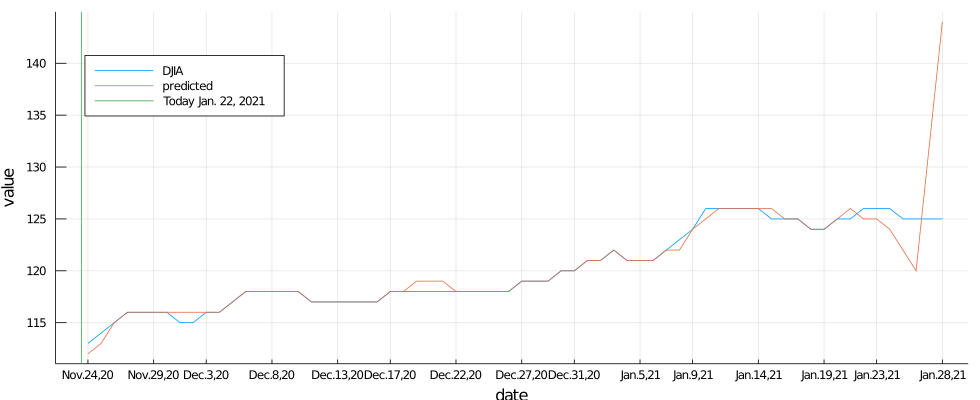 140
135
130
125
120
115
value
DJIA
predicted
Today Jan. 22, 2021
Nov.24,20 Nov.29,20 Dec.3,20 Dec.8,20 Dec.13,20 Dec.17,20 Dec.22,20 Dec.27,20 Dec.31,20 Jan.5,21 Jan.9,21 Jan.14,21 Jan.19,21 Jan.23,21 Jan.28,21
date